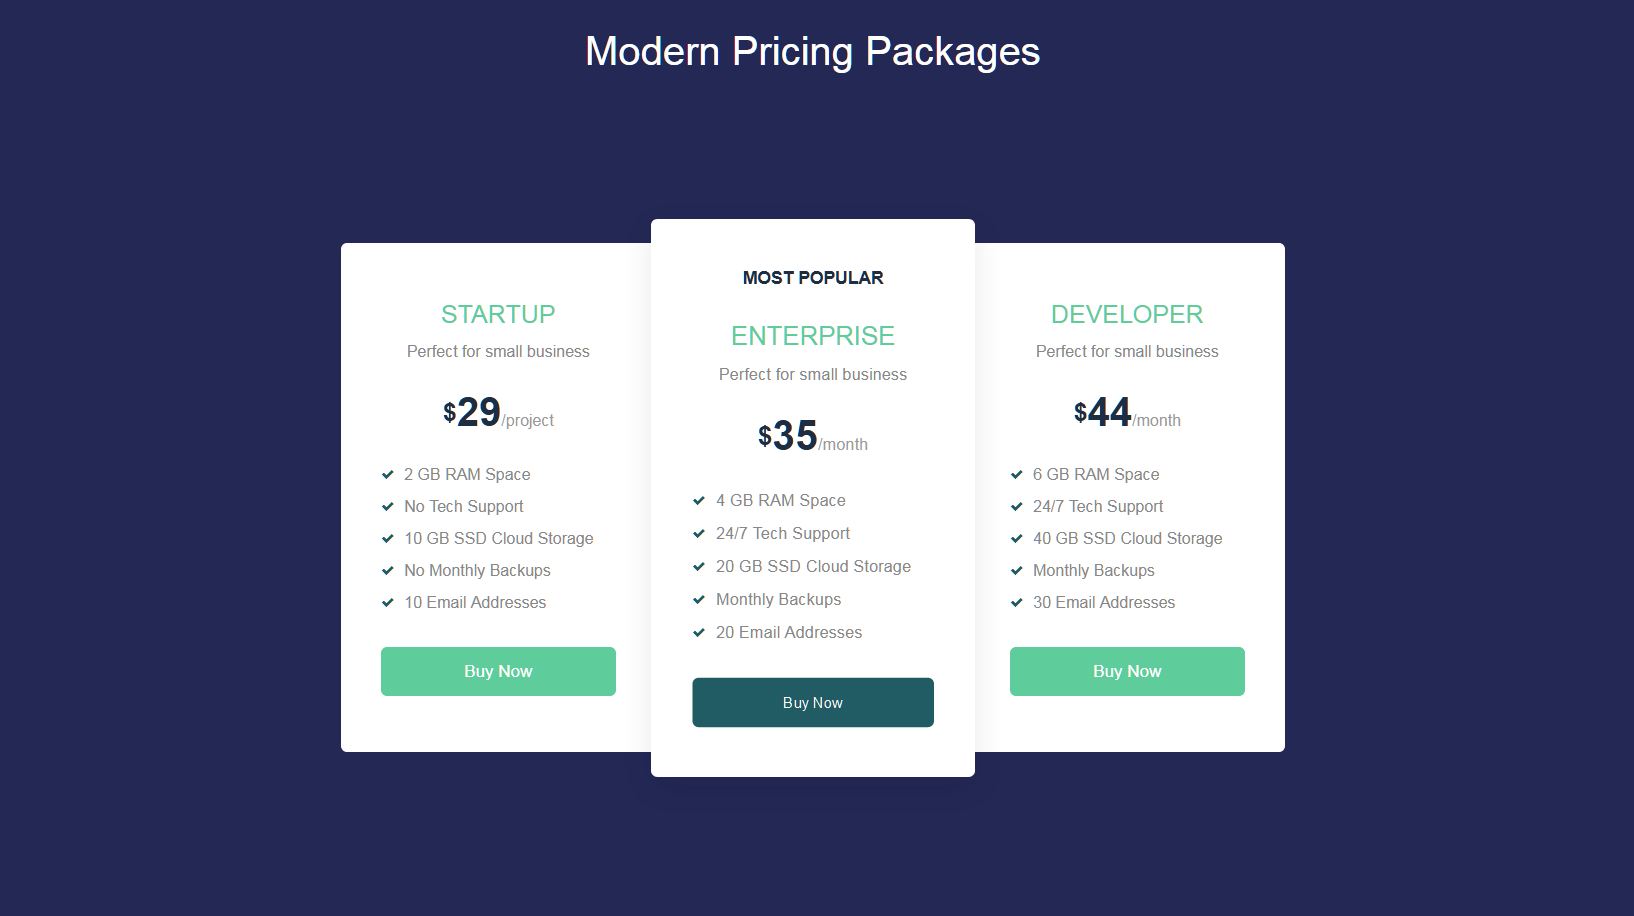 Modern Pricing Packages
STARTUP
Perfect for small business
$29/project
2 GB RAM Space
No Tech Support
10 GB SSD Cloud Storage
No Monthly Backups
10 Email Addresses
Buy Now
MOST POPULAR
ENTERPRISE
Perfect for small business
$35/month
4 GB RAM Space
24/7 Tech Support
20 GB SSD Cloud Storage
Monthly Backups
20 Email Addresses
Buy Now
DEVELOPER
Perfect for small business
$44/month
6 GB RAM Space
24/7 Tech Support
40 GB SSD Cloud Storage
Monthly Backups
30 Email Addresses
Buy Now